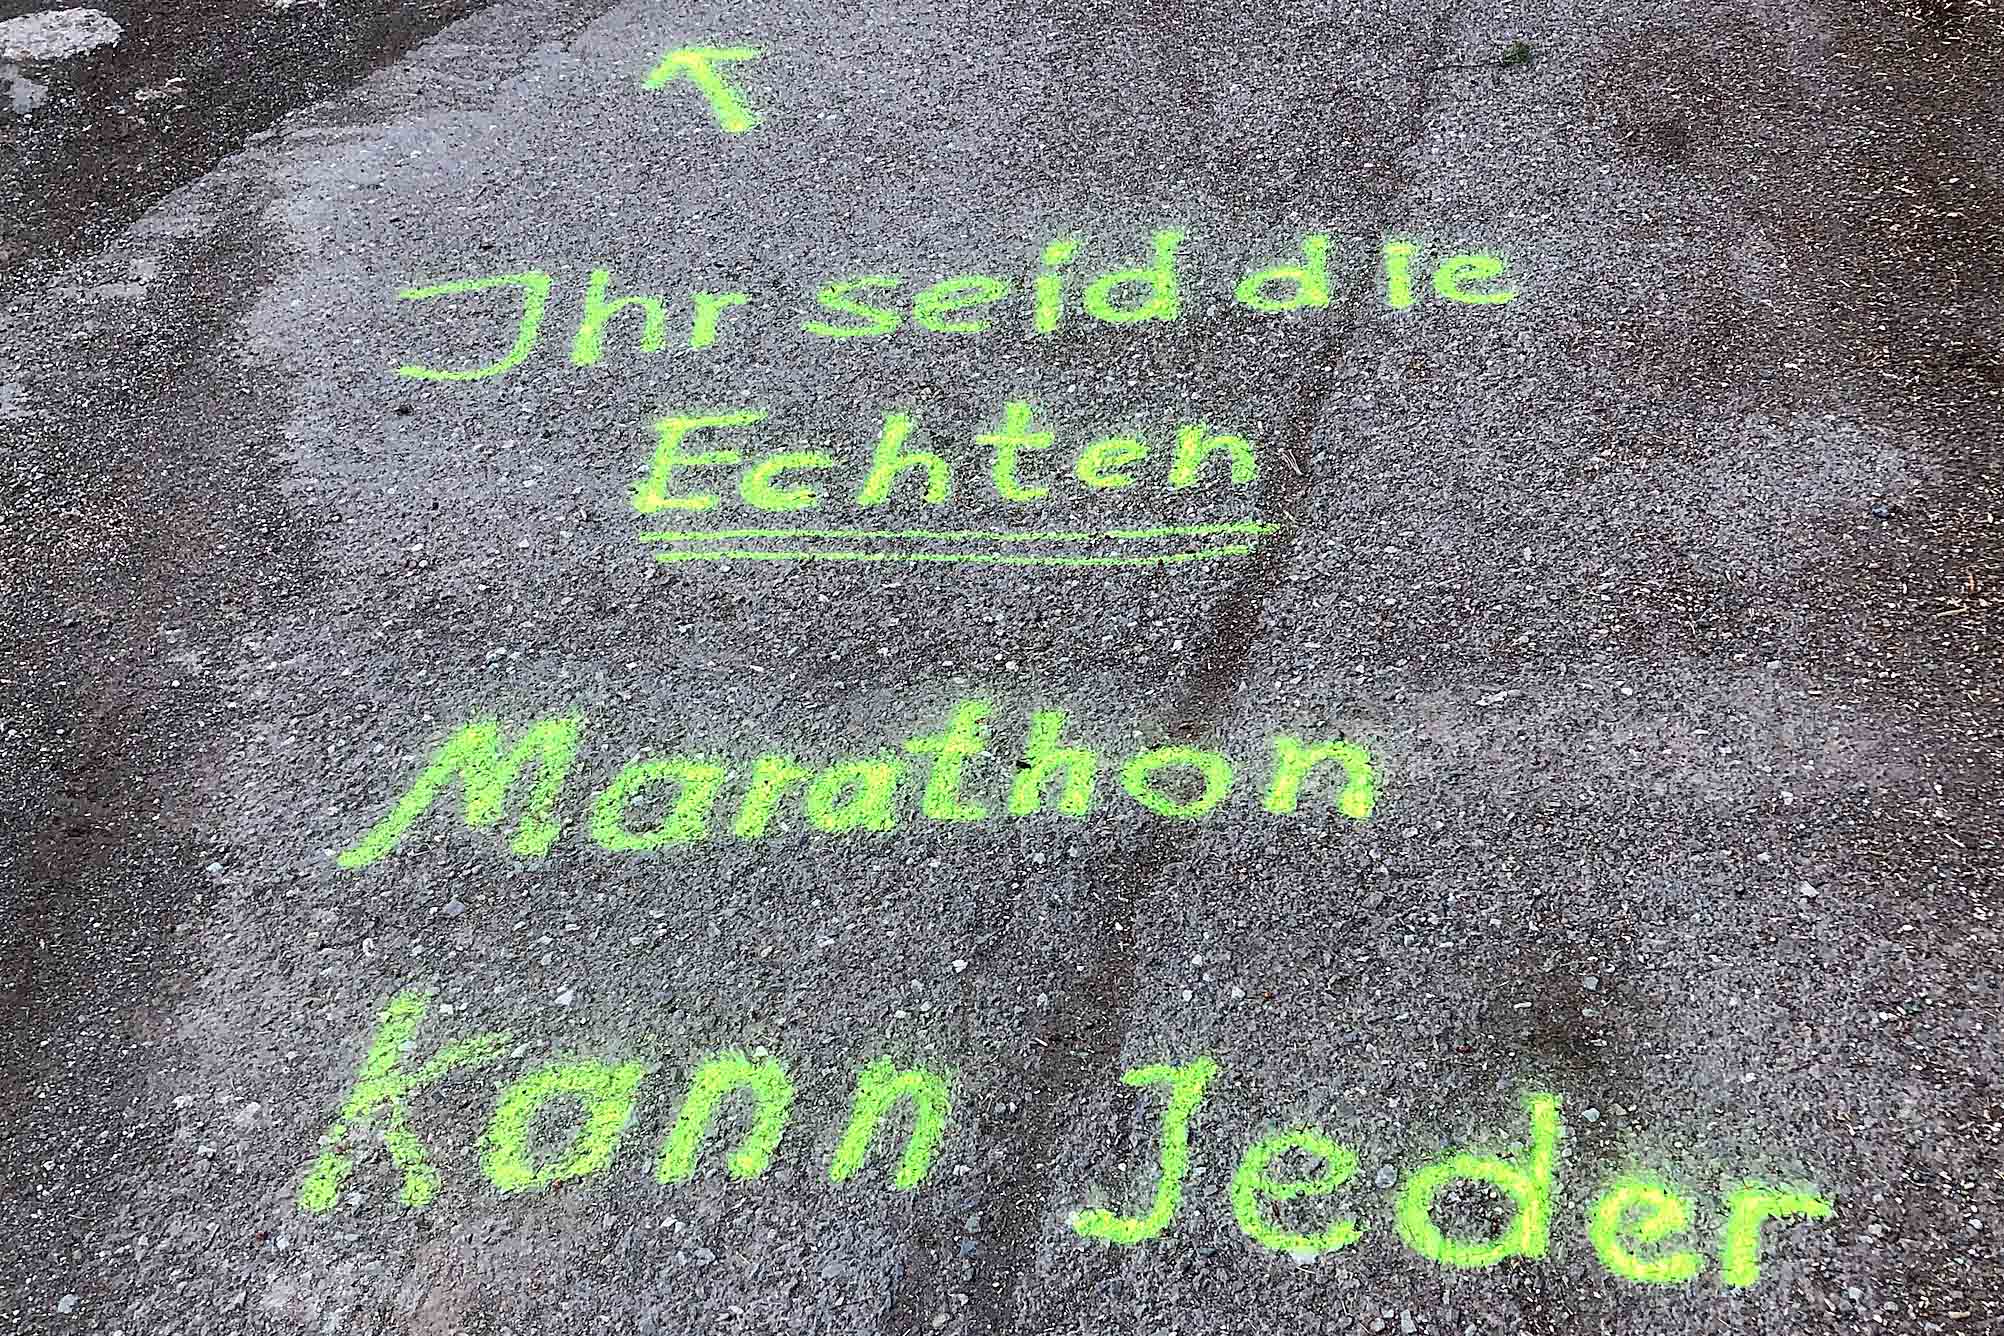 Ihr seid die
Echten
Marathon
Kann Jeder